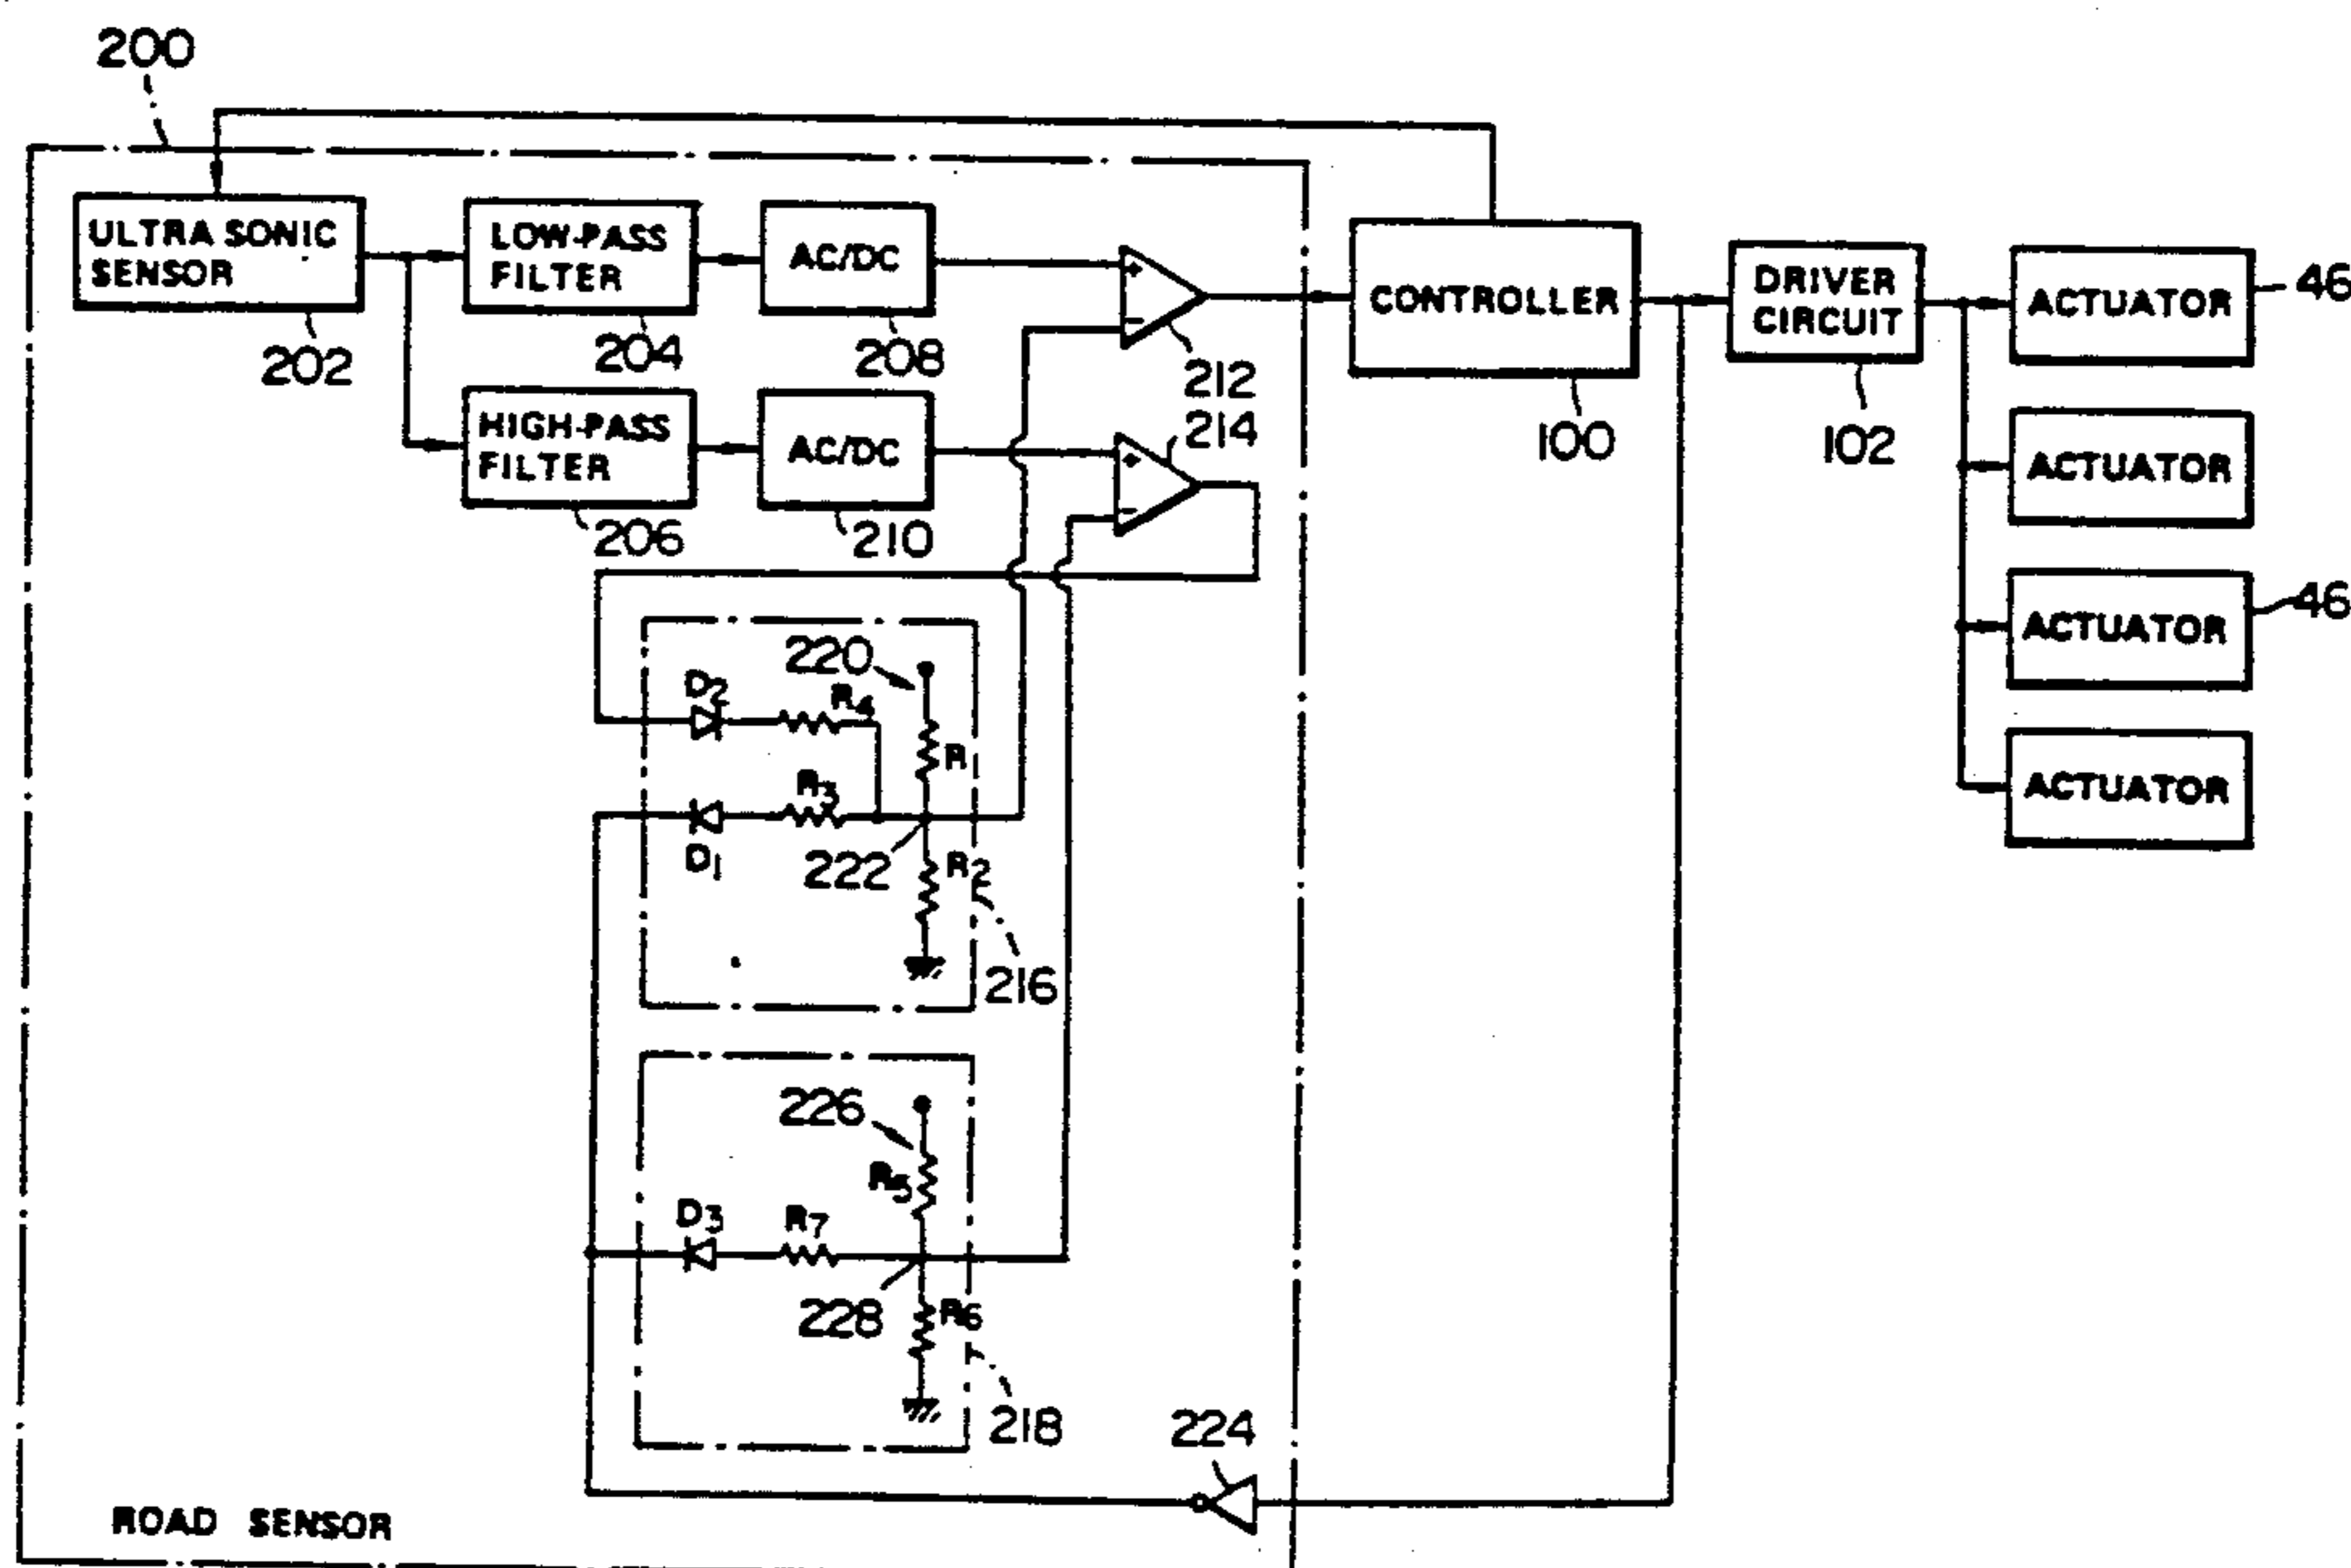 200
ULTRA SONIC
SENSOR
202
LOW-PASS
FILTER
204
AC/DC
208
+
-
212
CONTROLLER
100
DRIVER
CIRCUIT
102
ACTUATOR
46
HIGH-PASS
FILTER
206
AC/DC
210
+
-
214
ACTUATOR
ACTUATOR
46
ACTUATOR
220
D2
R4
R
R3
D1
222
R2
216
226
R5
D3
R7
228
R6
218
224
ROAD SENSOR